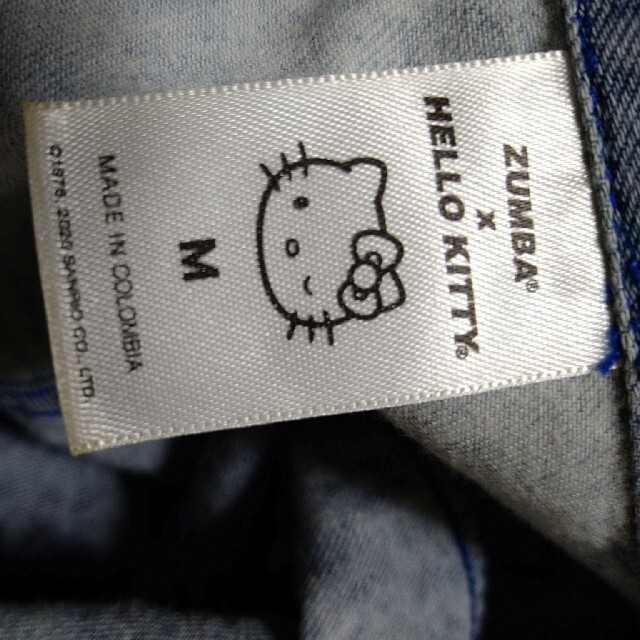 ZUMBA®
X
HELLO KITTY®
M
MADE IN COLOMBIA
©1976, 2020 SANRIO CO., LTD